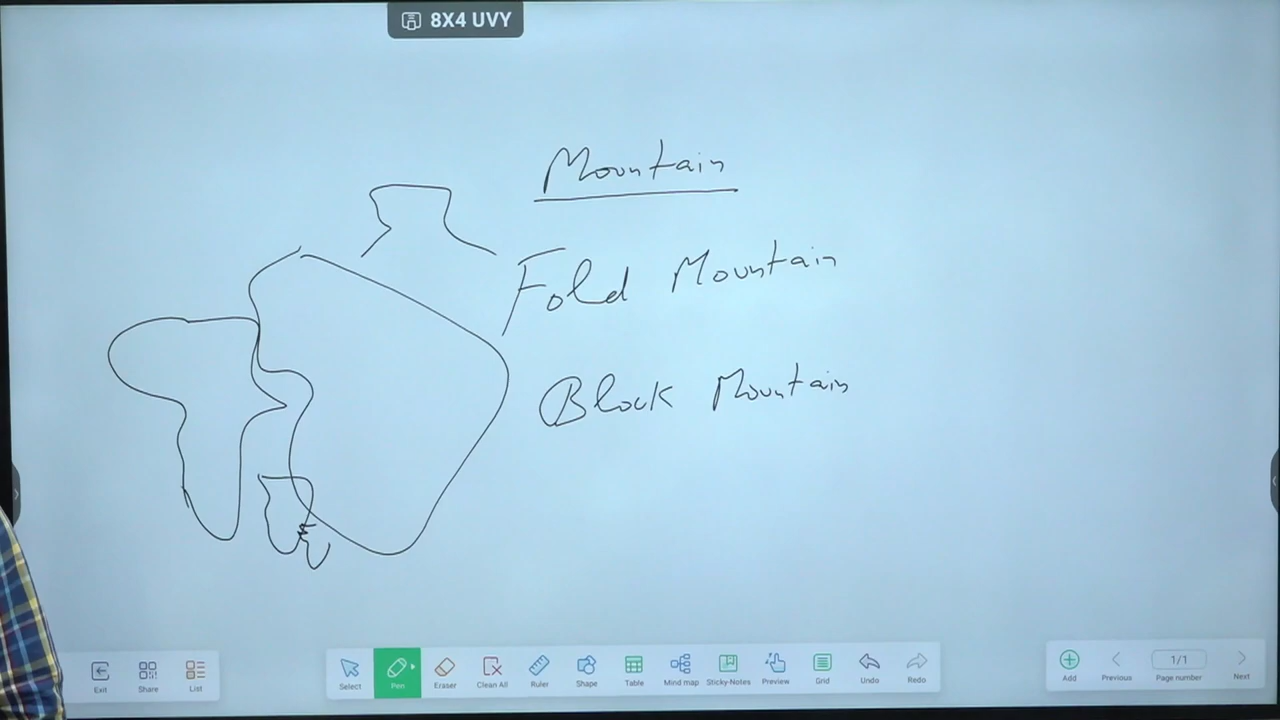 8X4 UVY
Mountain
Fold Mountain
Block Mountain
Exit Share List Select Pen Eraser Clean All Ruler Shape Table Mind map Sticky-Notes Preview Grid Undo Redo Add Previous 1/1 Page number Next